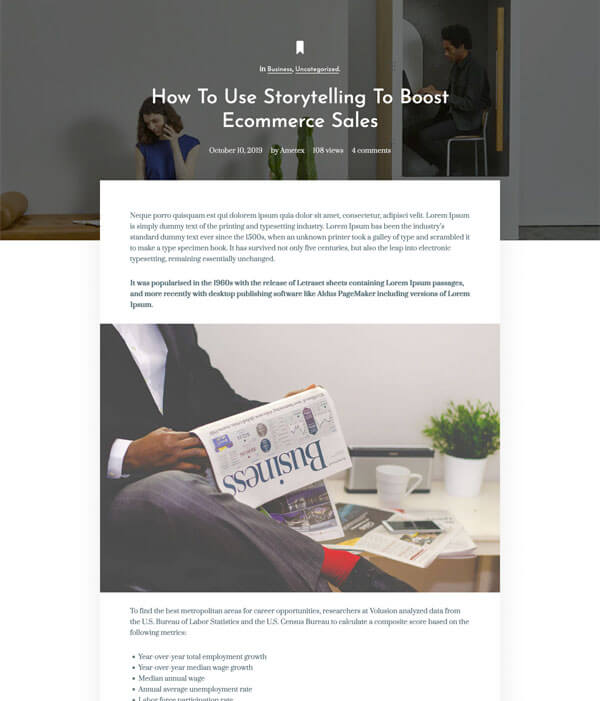 in Business, Uncategorized.
How To Use Storytelling To Boost
Ecommerce Sales
October 10, 2019 by Ametex 108 views 4 comments
Neque porro quisquam est qui dolorem ipsum quia dolor sit amet, consectetur, adipisci velit. Lorem Ipsum
is simply dummy text of the printing and typesetting industry. Lorem Ipsum has been the industry's
standard dummy text ever since the 1500s, when an unknown printer took a galley of type and scrambled it
to make a type specimen book. It has survived not only five centuries, but also the leap into electronic
typesetting, remaining essentially unchanged.
It was popularised in the 1960s with the release of Letraset sheets containing Lorem Ipsum passages,
and more recently with desktop publishing software like Aldus PageMaker including versions of Lorem
Ipsum.
Business
To find the best metropolitan areas for career opportunities, researchers at Volusion analyzed data from
the U.S. Bureau of Labor Statistics and the U.S. Census Bureau to calculate a composite score based on the
following metrics:
• Year-over-year total employment growth
• Year-over-year median wage growth
• Median annual wage
• Annual average unemployment rate
• Labor force participation rate